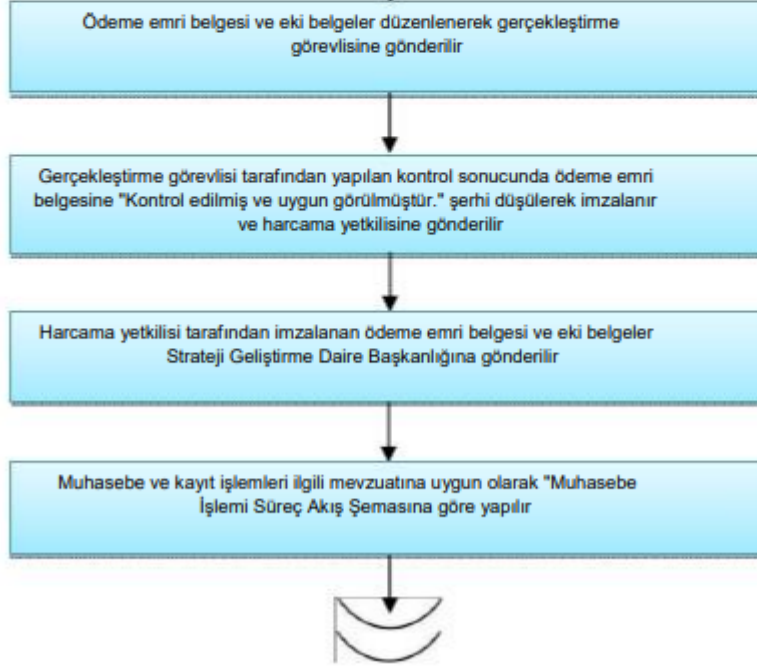 Ödeme emri belgesi ve eki belgeler düzenlenerek gerçekleştirme
görevlisine gönderilir
Gerçekleştirme görevlisi tarafından yapılan kontrol sonucunda ödeme emri
belgesine "Kontrol edilmiş ve uygun görülmüştür." şerhi düşülerek imzalanır
ve harcama yetkilisine gönderilir
Harcama yetkilisi tarafından imzalanan ödeme emri belgesi ve eki belgeler
Strateji Geliştirme Daire Başkanlığına gönderilir
Muhasebe ve kayıt işlemleri ilgili mevzuatına uygun olarak "Muhasebe
İşlemi Süreç Akış Şemasına göre yapılır